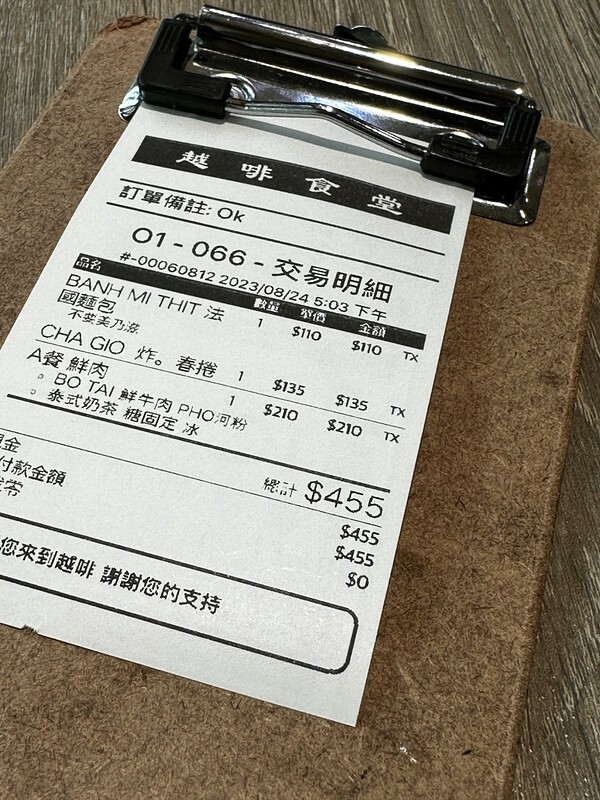 越啡食堂
訂單備註: Ok
01 - 066 - 交易明細
#-00060812 2023/08/24 5:03 下午
品名 數量 單價 金額
BANH MI THIT 法 1 $110 $110 TX
國麵包
不要美乃滋
CHA GIO 炸。春捲 1 $135 $135 TX
A餐 鮮肉 1 $210 $210 TX
。 BO TAI 鮮牛肉 PHO河粉
。 泰式奶茶 糖固定 冰
總計 $455
金 $455
付款金額 $455
零 $0
您來到越啡 謝謝您的支持